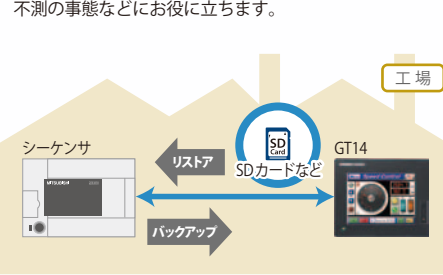 不測の事態などにお役に立ちます。
工場
シーケンサ
リストア
SD
Card
SDカードなど
GT14
MITSUBISHI
Speed Control
バックアップ